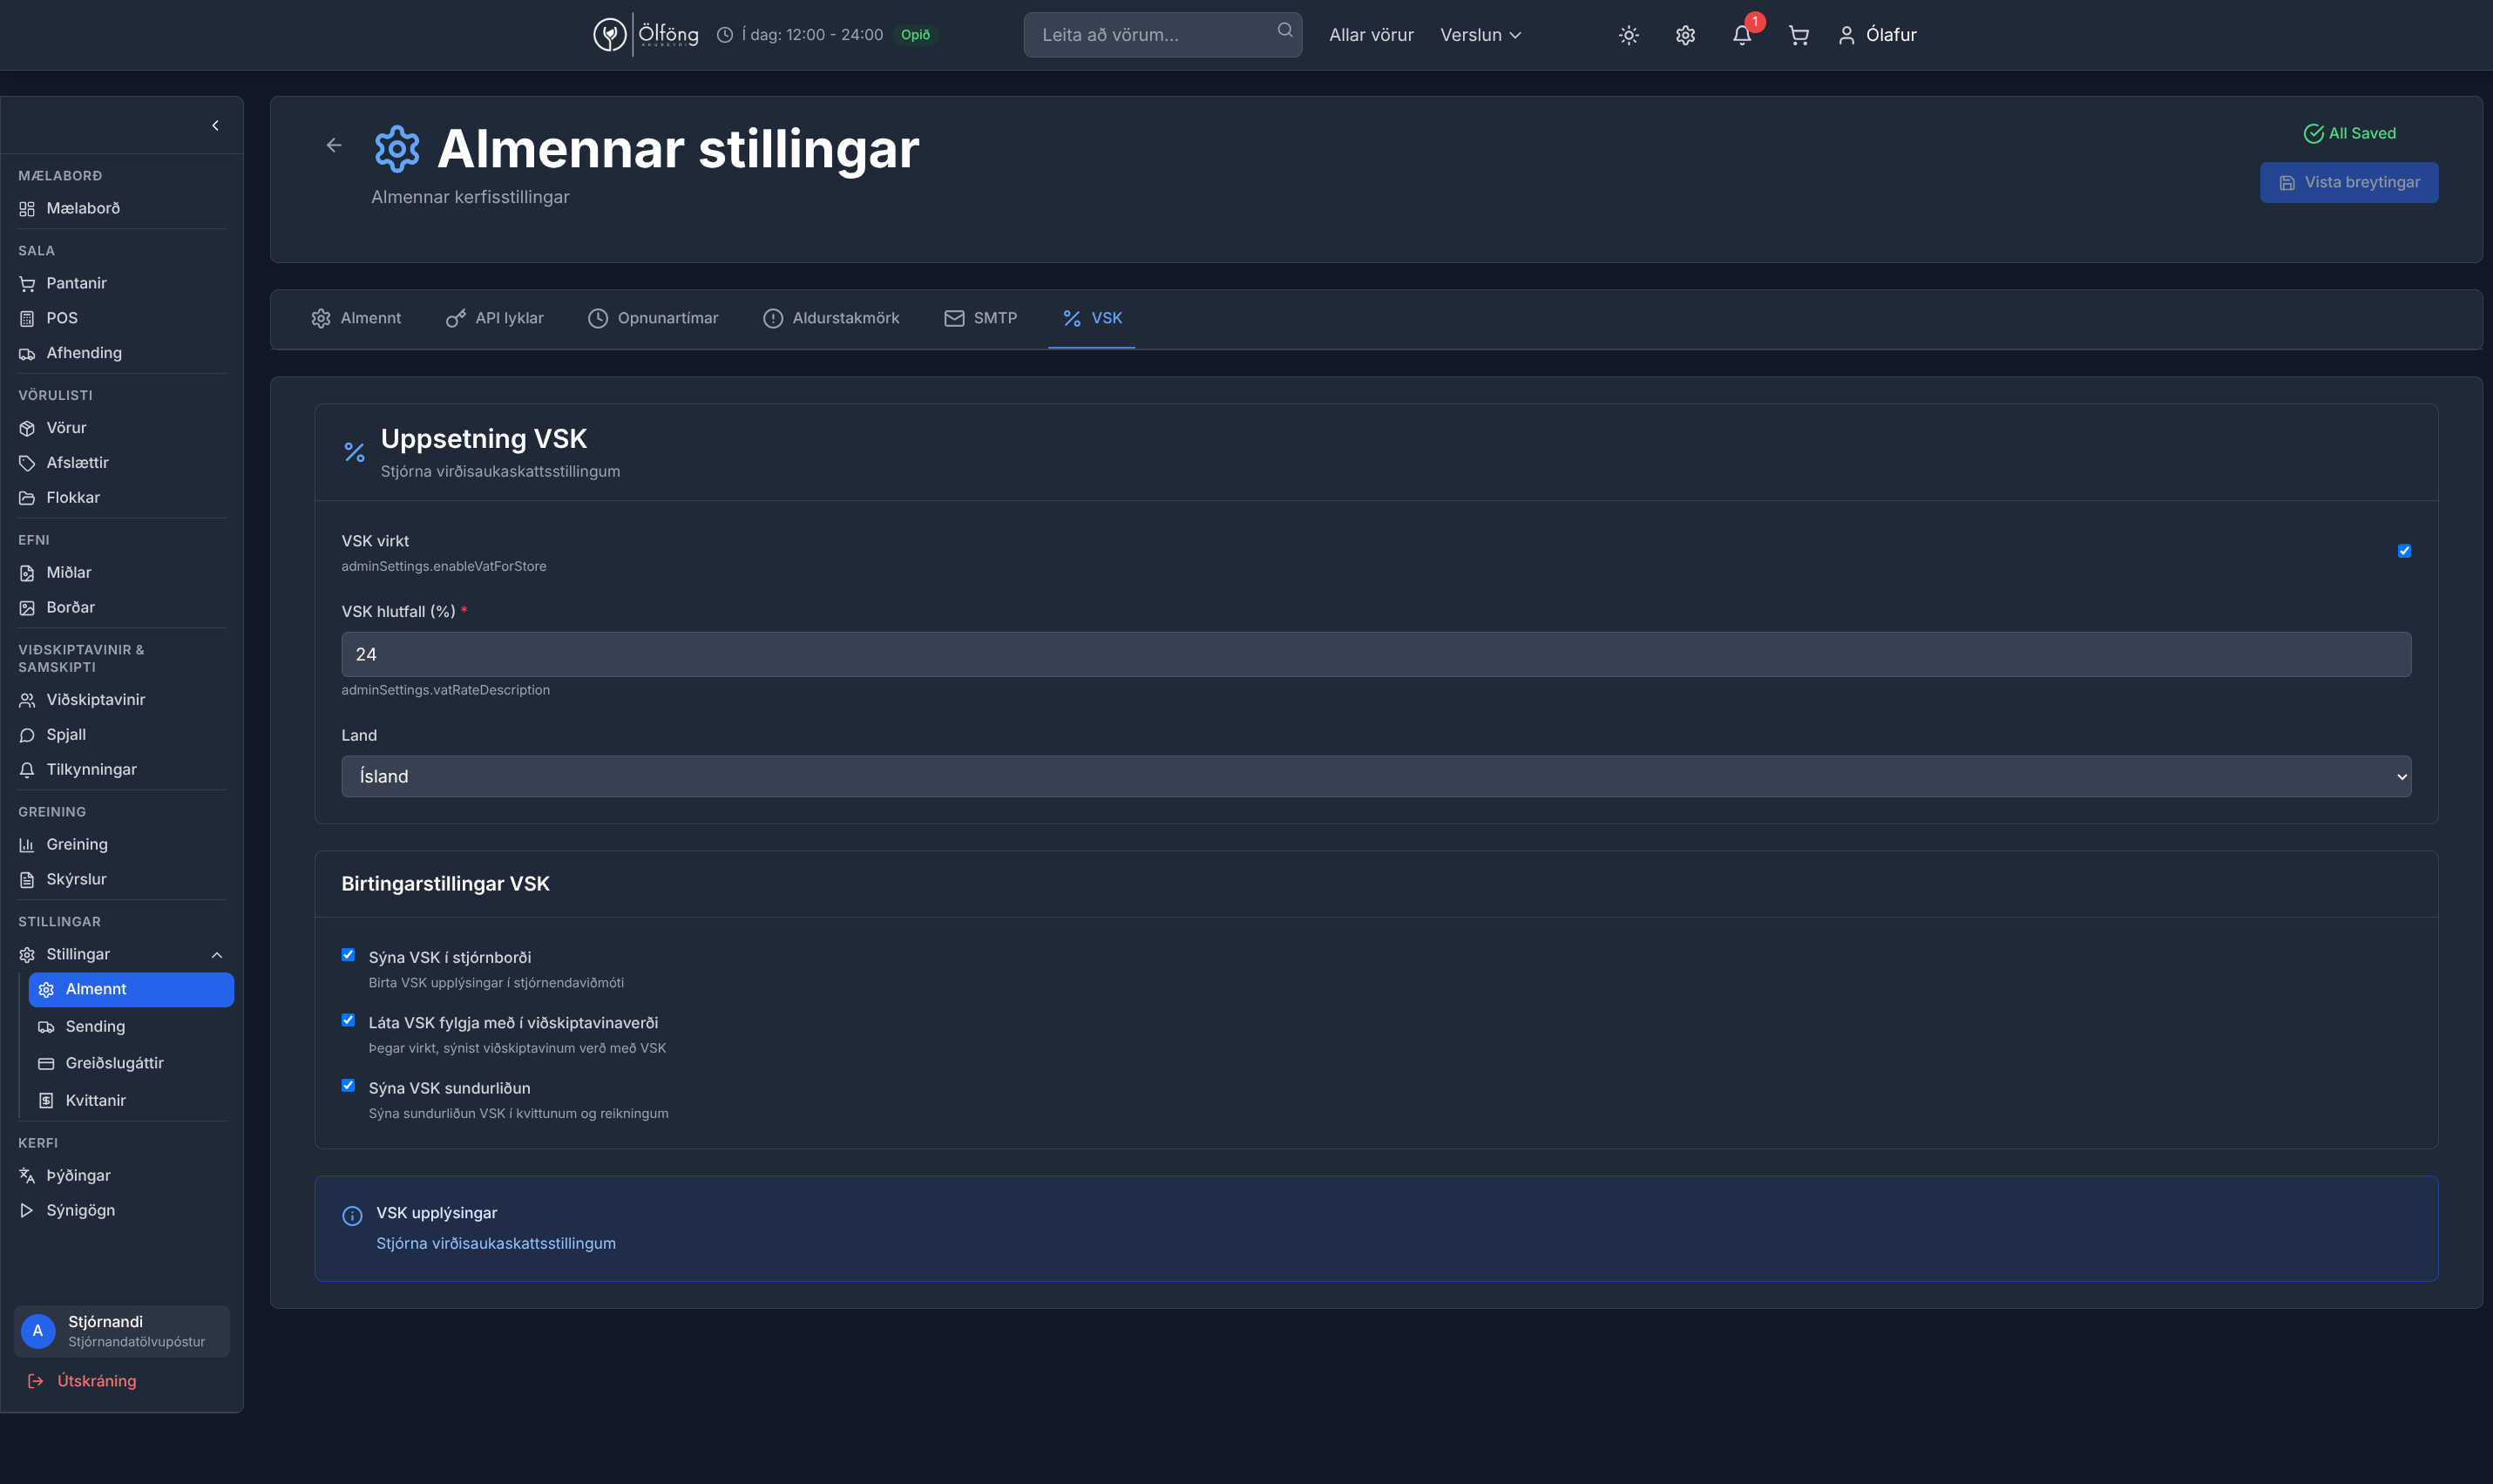 Ölföng
Í dag: 12:00 - 24:00
Opið
Leita að vörum...
Allar vörur
Verslun
1
Ólafur
MÆLABORÐ
Mælaborð
SALA
Pantanir
POS
Afhending
VÖRULISTI
Vörur
Afslættir
Flokkar
EFNI
Miðlar
Borðar
VIÐSKIPTAVINIR &
SAMSKIPTI
Viðskiptavinir
Spjall
Tilkynningar
GREINING
Greining
Skýrslur
STILLINGAR
Stillingar
Almennt
Sending
Greiðslugáttir
Kvittanir
KERFI
Þýðingar
Sýnigögn
A
Stjórnandi
Stjórnandatölvupóstur
Útskráning
Almennar stillingar
Almennar kerfisstillingar
All Saved
Vista breytingar
Almennt
API lyklar
Opnunartímar
Aldurstakmörk
SMTP
VSK
Uppsetning VSK
Stjórna virðisaukaskattsstillingum
VSK virkt
adminSettings.enableVatForStore
VSK hlutfall (%) *
24
adminSettings.vatRateDescription
Land
Ísland
Birtingarstillingar VSK
Sýna VSK í stjórnborði
Birta VSK upplýsingar í stjórnendaviðmóti
Láta VSK fylgja með í viðskiptavinaverði
Þegar virkt, sýnist viðskiptavinum verð með VSK
Sýna VSK sundurliðun
Sýna sundurliðun VSK í kvittunum og reikningum
VSK upplýsingar
Stjórna virðisaukaskattsstillingum